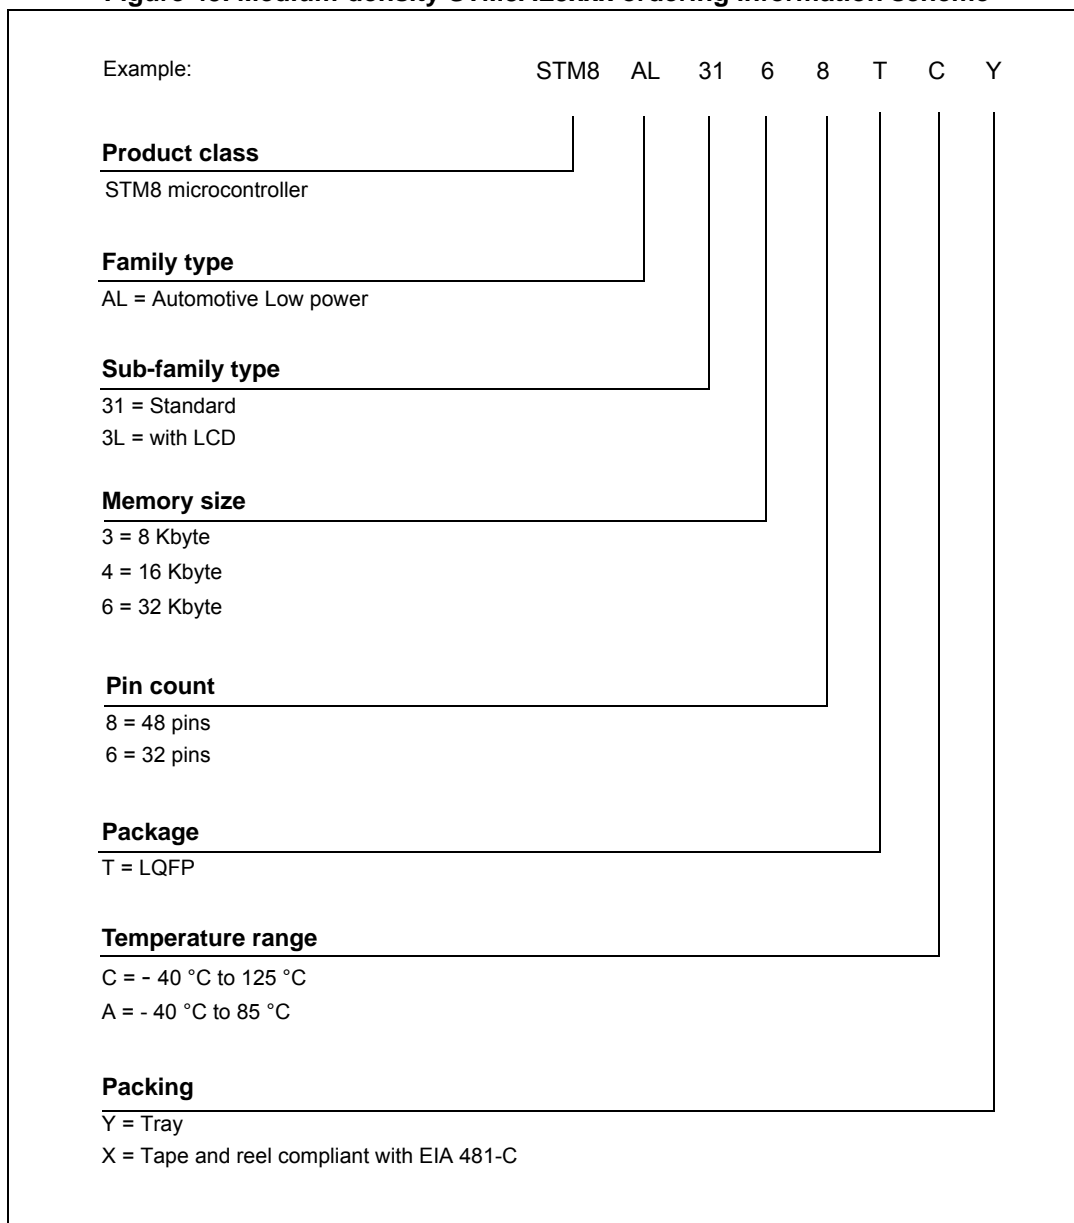 Example: STM8 AL 31 6 8 T C Y
Product class
STM8 microcontroller
Family type
AL = Automotive Low power
Sub-family type
31 = Standard
3L = with LCD
Memory size
3 = 8 Kbyte
4 = 16 Kbyte
6 = 32 Kbyte
Pin count
8 = 48 pins
6 = 32 pins
Package
T = LQFP
Temperature range
C = - 40 °C to 125 °C
A = - 40 °C to 85 °C
Packing
Y = Tray
X = Tape and reel compliant with EIA 481-C